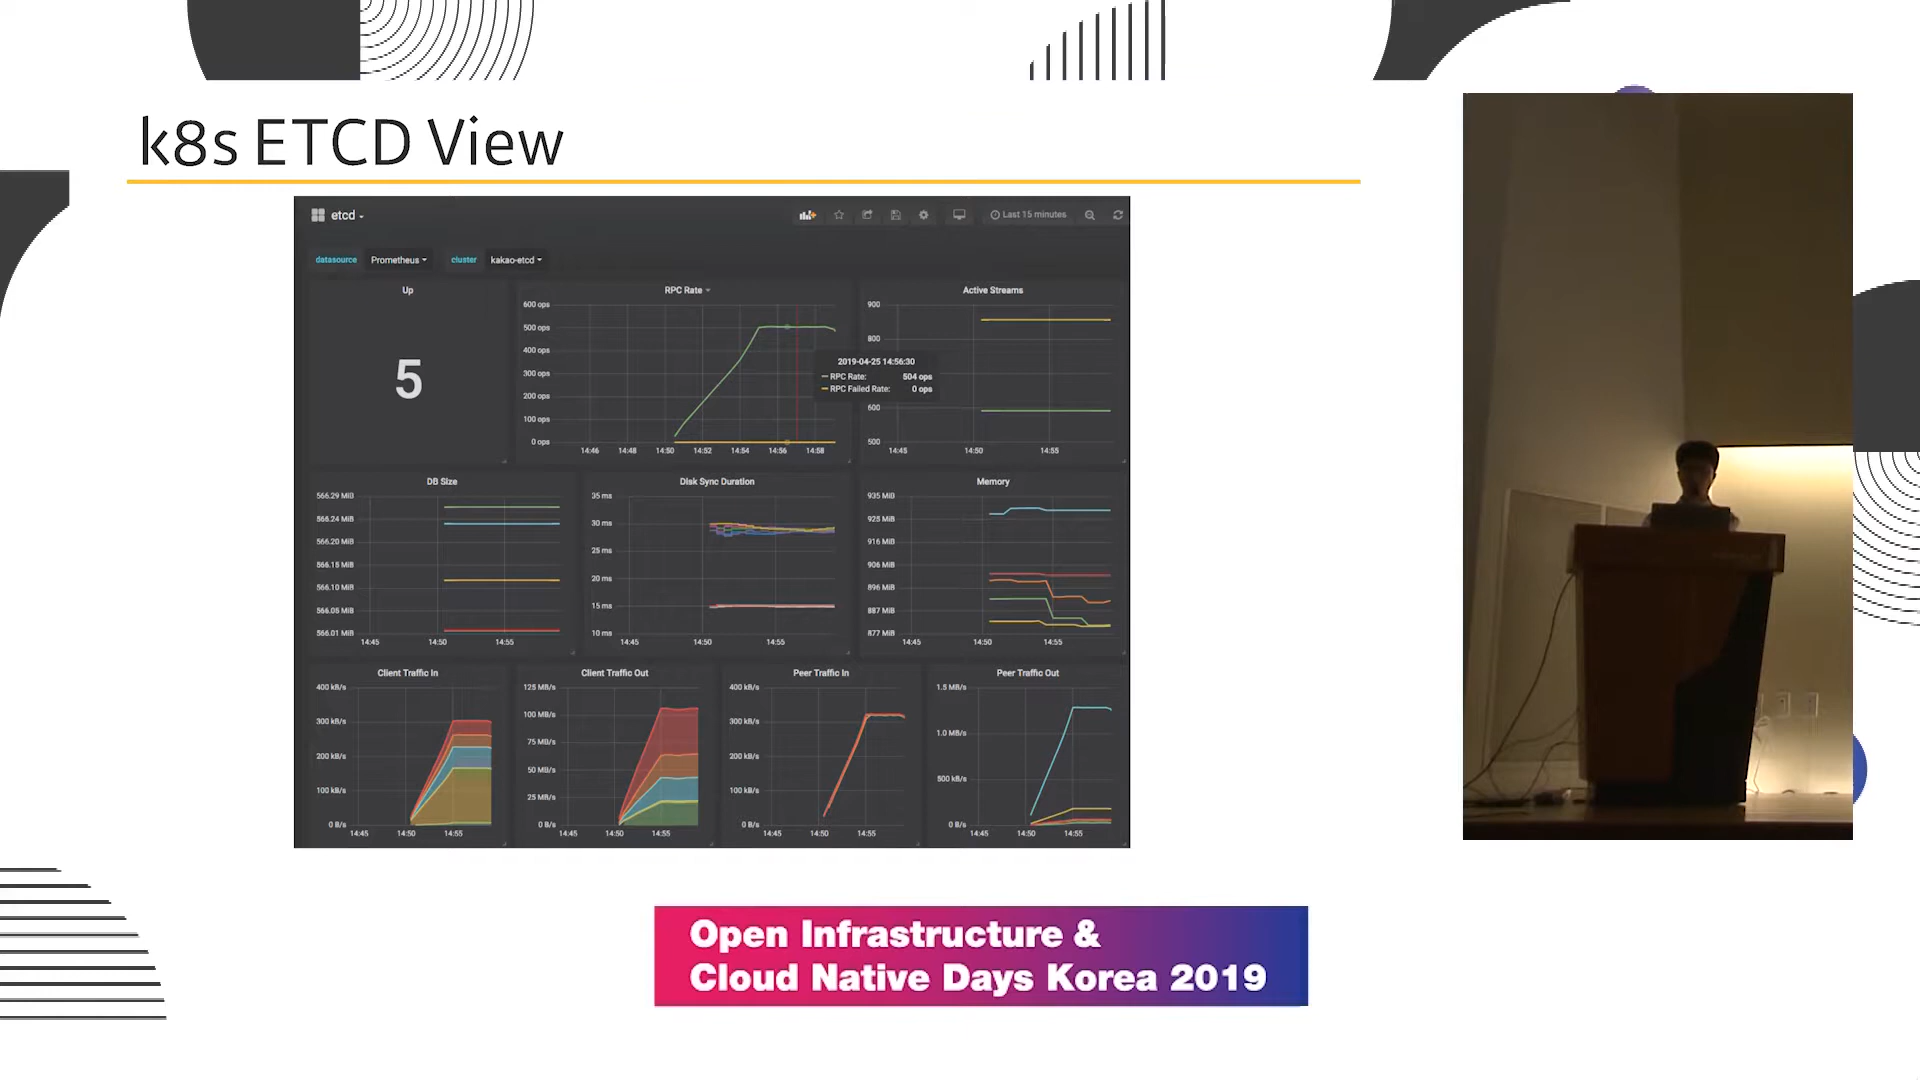 k8s ETCD View
etcd
Last 15 minutes
datasource Prometheus cluster kakao-etcd
Up
5
RPC Rate
600 ops
500 ops
400 ops
300 ops
200 ops
100 ops
0 ops
14:46 14:48 14:50 14:52 14:54 14:56 14:58
2019-04-25 14:56:30
RPC Rate: 504 ops
RPC Failed Rate: 0 ops
Active Streams
900
800
600
500
14:45 14:50 14:55
DB Size
566.29 MiB
566.24 MiB
566.20 MiB
566.15 MiB
566.10 MiB
566.05 MiB
566.01 MiB
14:45 14:50 14:55
Disk Sync Duration
35 ms
30 ms
25 ms
20 ms
15 ms
10 ms
14:45 14:50 14:55
Memory
935 MiB
925 MiB
916 MiB
906 MiB
896 MiB
887 MiB
877 MiB
14:45 14:50 14:55
Client Traffic In
400 kB/s
300 kB/s
200 kB/s
100 kB/s
0 B/s
14:45 14:50 14:55
Client Traffic Out
125 MB/s
100 MB/s
75 MB/s
50 MB/s
25 MB/s
0 B/s
14:45 14:50 14:55
Peer Traffic In
400 kB/s
300 kB/s
200 kB/s
100 kB/s
0 B/s
14:45 14:50 14:55
Peer Traffic Out
1.5 MB/s
1.0 MB/s
500 kB/s
0 B/s
14:45 14:50 14:55
Open Infrastructure &
Cloud Native Days Korea 2019